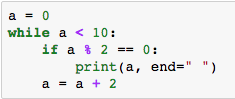 a = 0
while a < 10:
    if a % 2 == 0:
        print(a, end=" ")
    a = a + 2